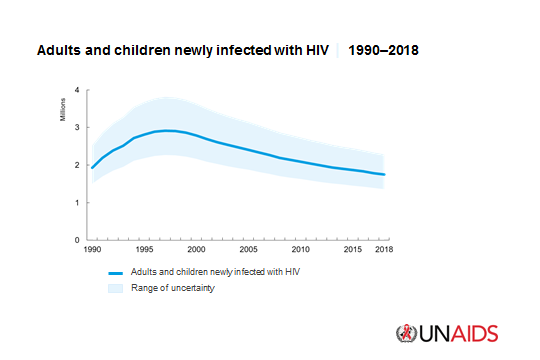 Adults and children newly infected with HIV 1990–2018
Millions
4
3
2
1
0
1990 1995 2000 2005 2010 2015 2018
Adults and children newly infected with HIV
Range of uncertainty
UNAIDS